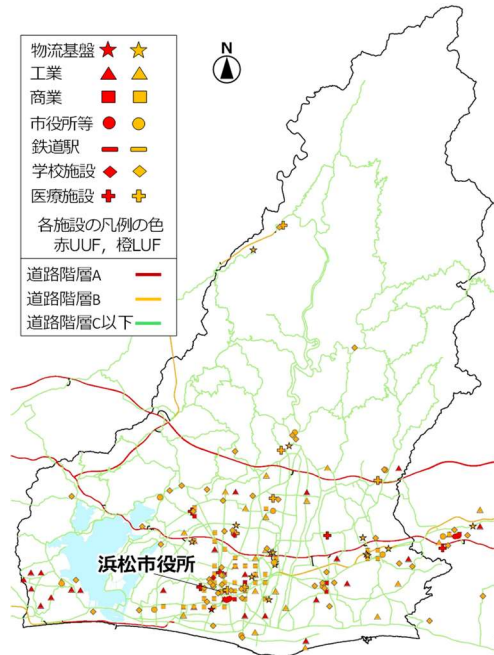 N
物流基盤
工業
商業
市役所等
鉄道駅
学校施設
医療施設
各施設の凡例の色
赤UUF，橙LUF
道路階層A
道路階層B
道路階層C以下
浜松市役所